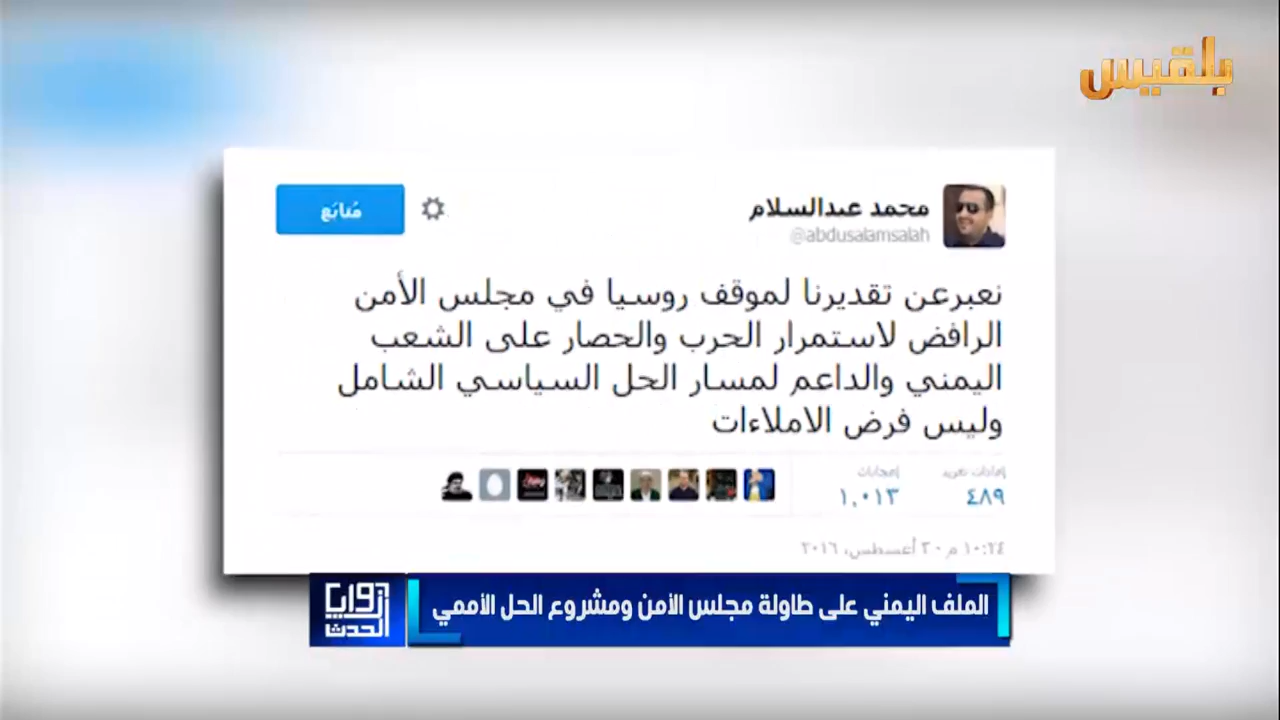 بلقيس
محمد عبدالسلام
@abdusalamsalah
مُتابَع
نعبرعن تقديرنا لموقف روسيا في مجلس الأمن
الرافض لاستمرار الحرب والحصار على الشعب
اليمني والداعم لمسار الحل السياسي الشامل
وليس فرض الاملاءات
إعادات تغريد
إعجابات
٤٨٩
١,٠١٣
١٠:٢٤ م - ٣٠ أغسطس، ٢٠١٦
الملف اليمني على طاولة مجلس الأمن ومشروع الحل الأممي
زوايا
الحدث